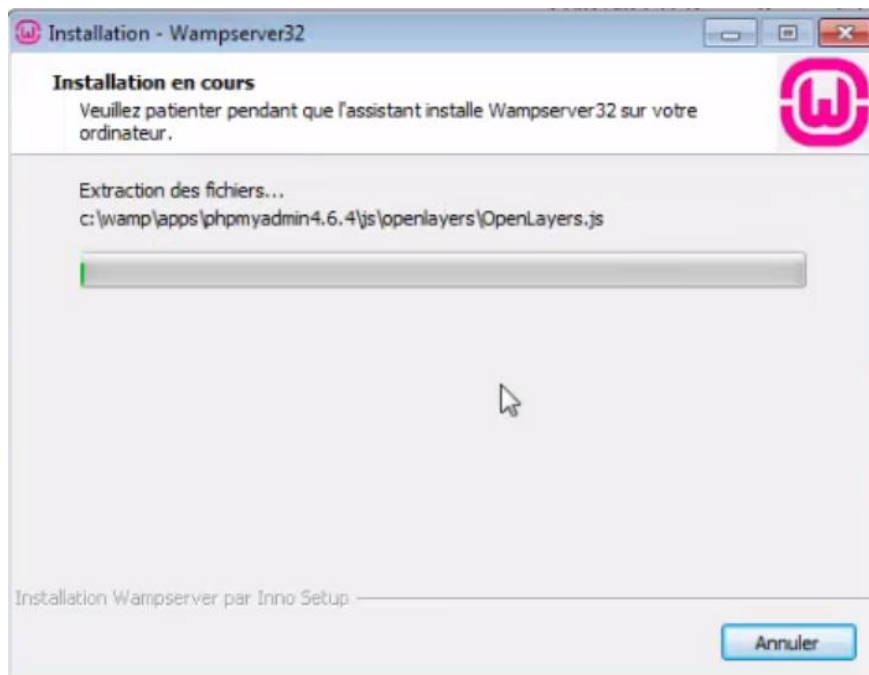 Installation - Wampserver32
Installation en cours
Veuillez patienter pendant que l'assistant installe Wampserver32 sur votre
ordinateur.
Extraction des fichiers...
c:\wamp\apps\phpmyadmin4.6.4\js\openlayers\OpenLayers.js
Installation Wampserver par Inno Setup
Annuler